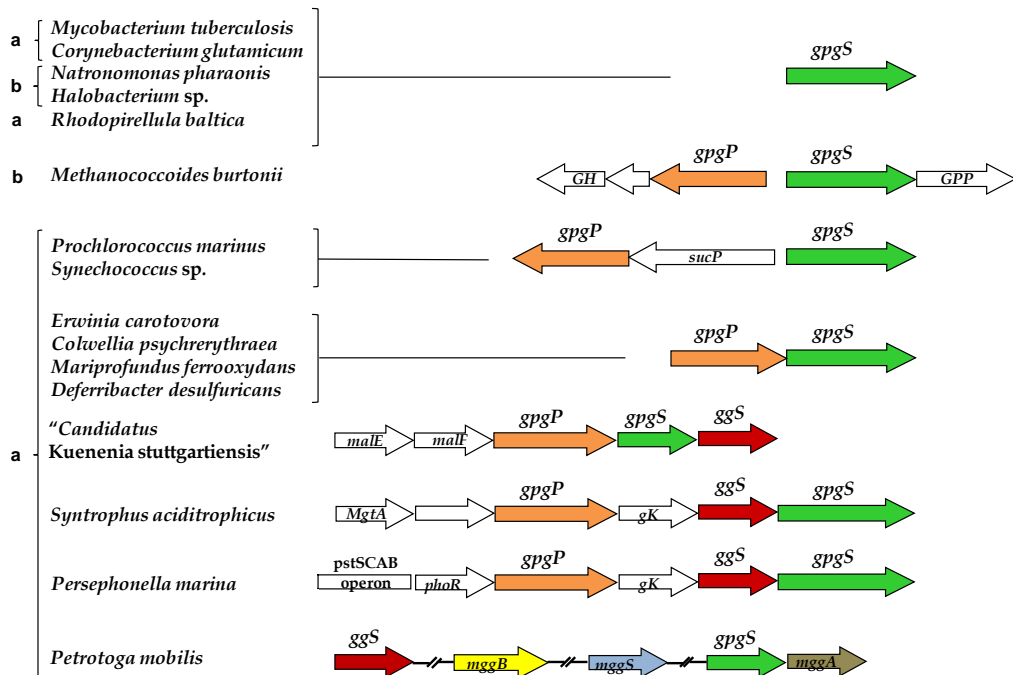 a
Mycobacterium tuberculosis
Corynebacterium glutamicum
b
Natronomonas pharaonis
Halobacterium sp.
a
Rhodopirellula baltica
gpgS
b
Methanococcoides burtonii
GH
gpgP
gpgS
GPP
a
Prochlorococcus marinus
Synechococcus sp.
gpgP
sucP
gpgS
Erwinia carotovora
Colwellia psychrerythraea
Mariprofundus ferrooxydans
Deferribacter desulfuricans
gpgP
gpgS
"Candidatus
Kuenenia stuttgartiensis"
malE
malF
gpgP
gpgS
ggS
Syntrophus aciditrophicus
MgtA
gpgP
gK
ggS
gpgS
Persephonella marina
pstSCAB
operon
phoR
gpgP
gK
ggS
gpgS
Petrotoga mobilis
ggS
mggB
mggS
gpgS
mggA